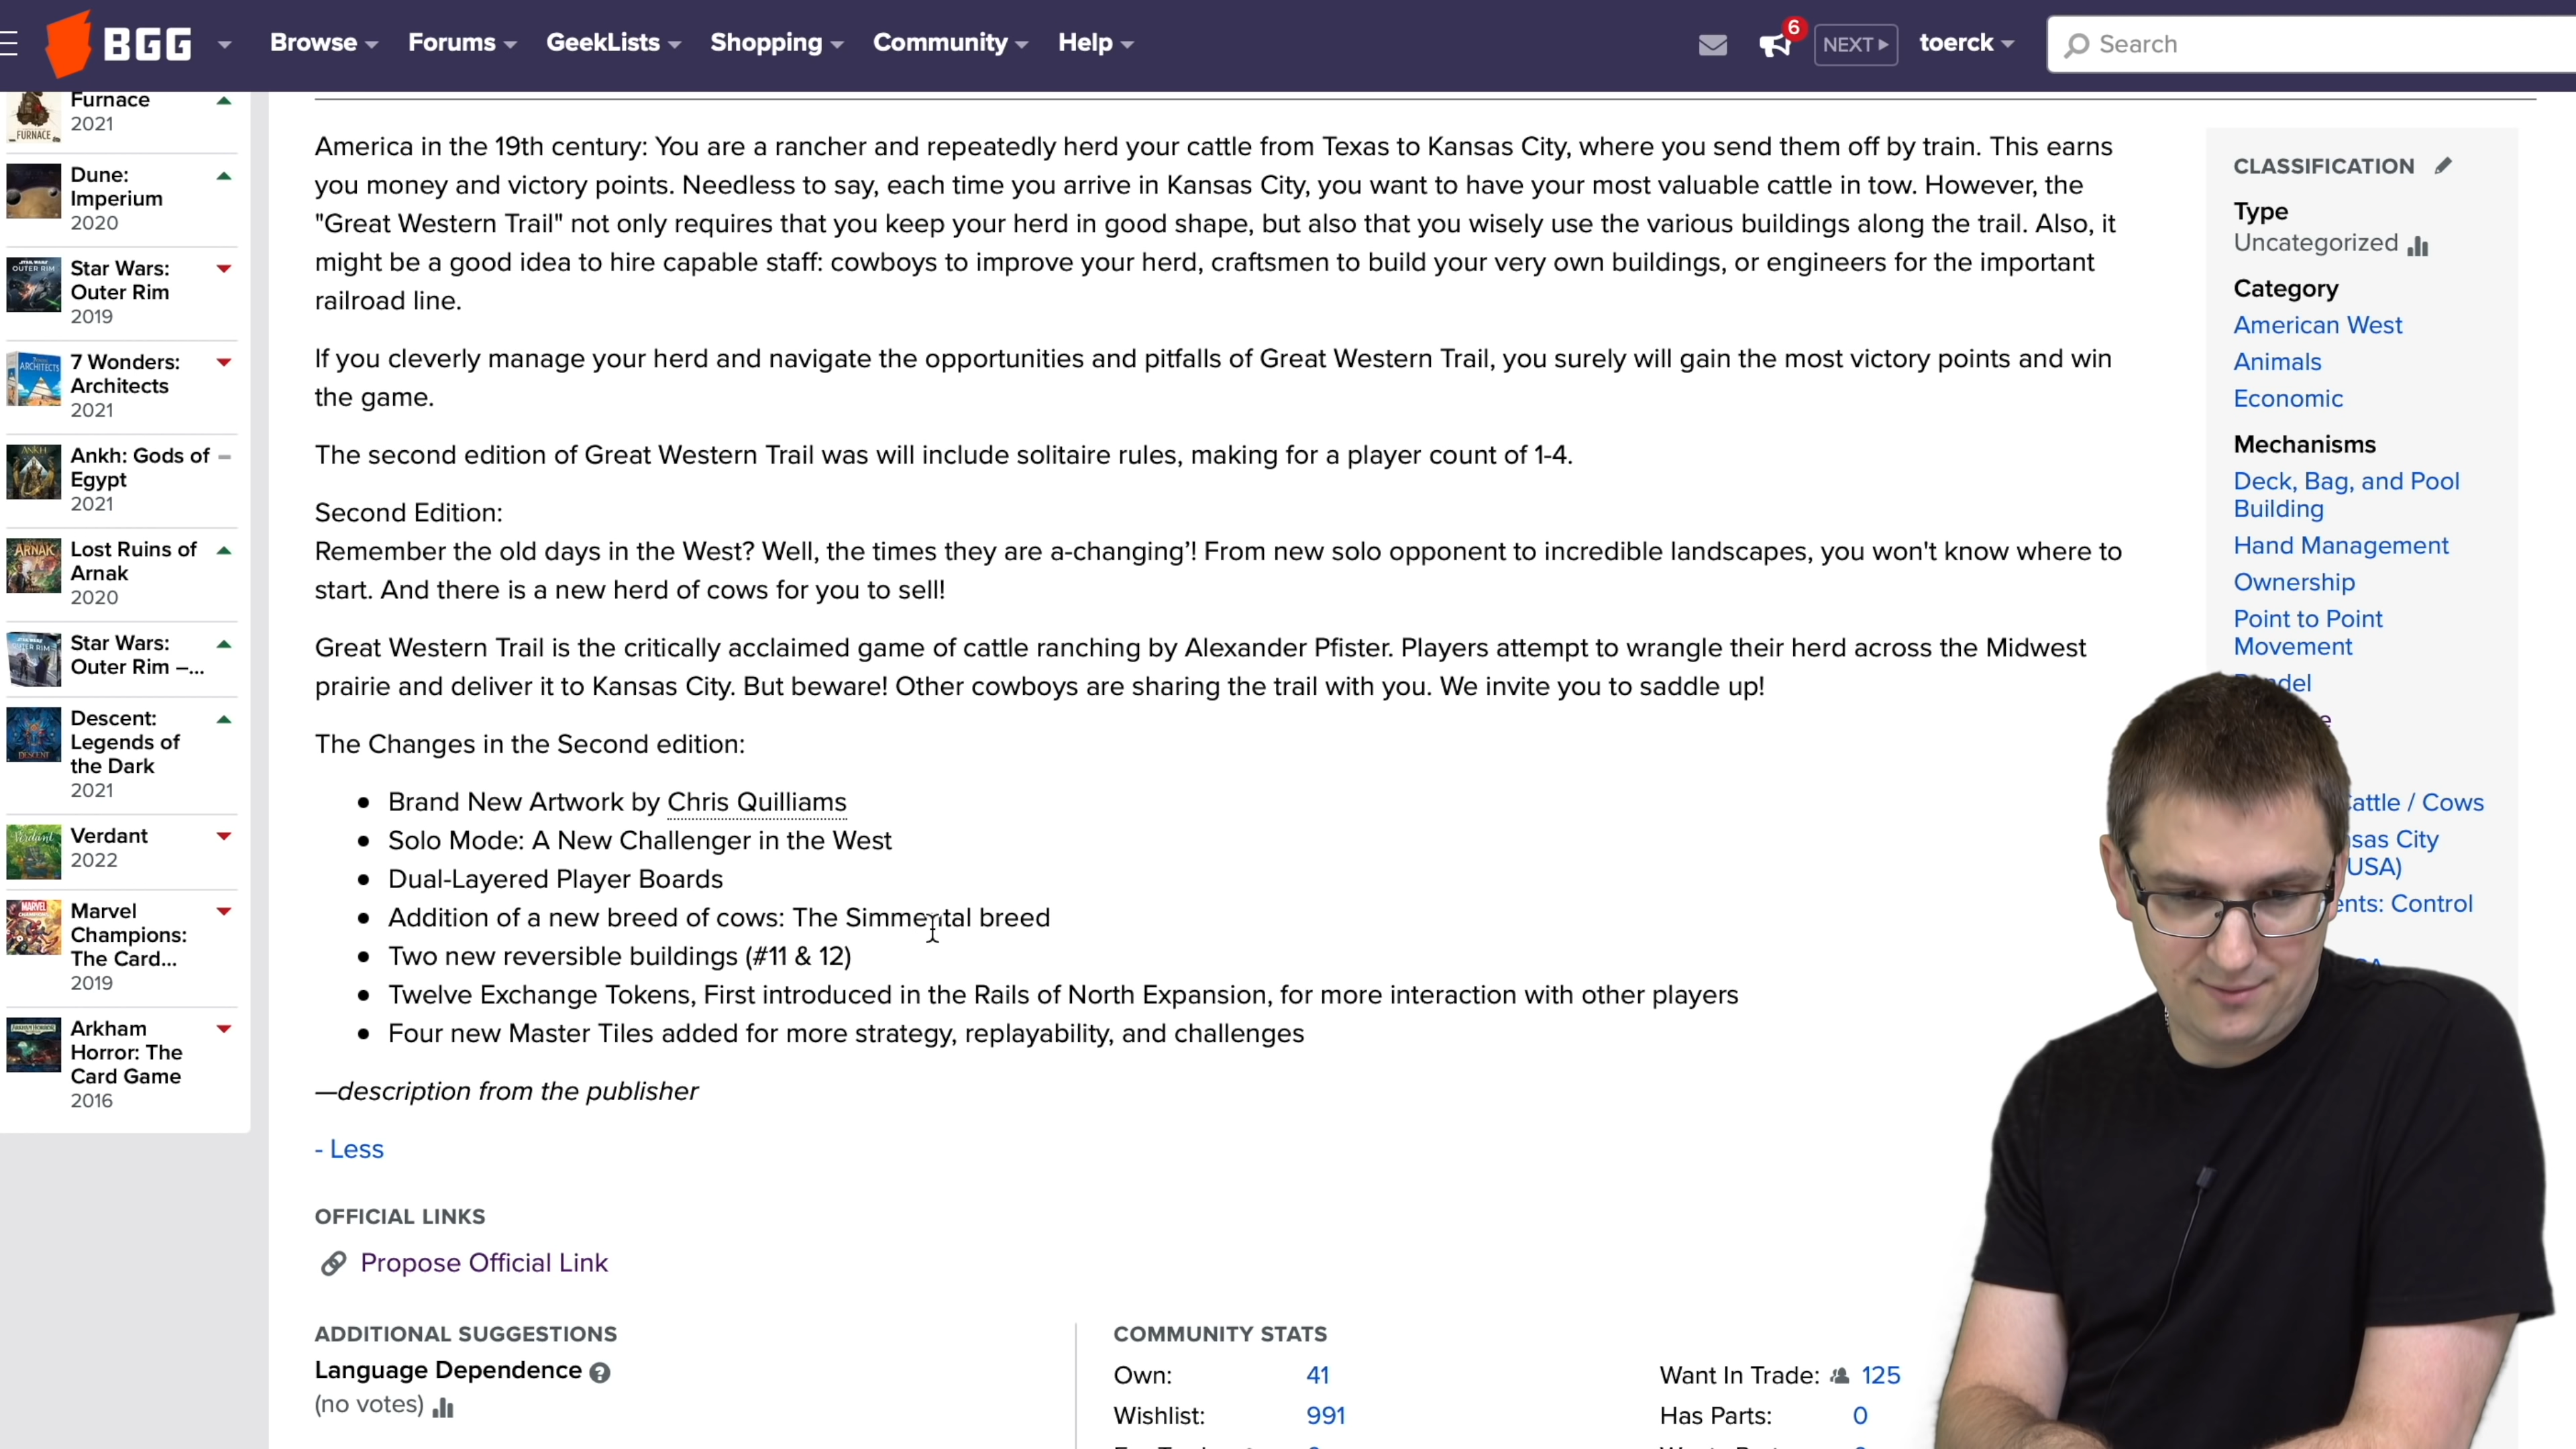 BGG
Browse
Forums
GeekLists
Shopping
Community
Help
6
NEXT
toerck
Search
FURNACE
Furnace
2021
Dune:
Imperium
2020
STAR WARS
OUTER RIM
Star Wars:
Outer Rim
2019
ARCHITECTS
7 Wonders:
Architects
2021
ANKH
Ankh: Gods of
Egypt
2021
ARNAK
Lost Ruins of
Arnak
2020
Star Wars:
Outer Rim –...
DESCENT
Descent:
Legends of
the Dark
2021
Verdant
Verdant
2022
MARVEL
Marvel
Champions:
The Card...
2019
Arkham
Horror: The
Card Game
2016
America in the 19th century: You are a rancher and repeatedly herd your cattle from Texas to Kansas City, where you send them off by train. This earns
you money and victory points. Needless to say, each time you arrive in Kansas City, you want to have your most valuable cattle in tow. However, the
"Great Western Trail" not only requires that you keep your herd in good shape, but also that you wisely use the various buildings along the trail. Also, it
might be a good idea to hire capable staff: cowboys to improve your herd, craftsmen to build your very own buildings, or engineers for the important
railroad line.
If you cleverly manage your herd and navigate the opportunities and pitfalls of Great Western Trail, you surely will gain the most victory points and win
the game.
The second edition of Great Western Trail was will include solitaire rules, making for a player count of 1-4.
Second Edition:
Remember the old days in the West? Well, the times they are a-changing’! From new solo opponent to incredible landscapes, you won't know where to
start. And there is a new herd of cows for you to sell!
Great Western Trail is the critically acclaimed game of cattle ranching by Alexander Pfister. Players attempt to wrangle their herd across the Midwest
prairie and deliver it to Kansas City. But beware! Other cowboys are sharing the trail with you. We invite you to saddle up!
The Changes in the Second edition:
• Brand New Artwork by Chris Quilliams
• Solo Mode: A New Challenger in the West
• Dual-Layered Player Boards
• Addition of a new breed of cows: The Simmental breed
• Two new reversible buildings (#11 & 12)
• Twelve Exchange Tokens, First introduced in the Rails of North Expansion, for more interaction with other players
• Four new Master Tiles added for more strategy, replayability, and challenges
—description from the publisher
- Less
OFFICIAL LINKS
Propose Official Link
ADDITIONAL SUGGESTIONS
Language Dependence
(no votes)
COMMUNITY STATS
Own: 41
Wishlist: 991
Want In Trade: 125
Has Parts: 0
CLASSIFICATION
Type
Uncategorized
Category
American West
Animals
Economic
Mechanisms
Deck, Bag, and Pool
Building
Hand Management
Ownership
Point to Point
Movement
Cattle / Cows
City
USA)
Control